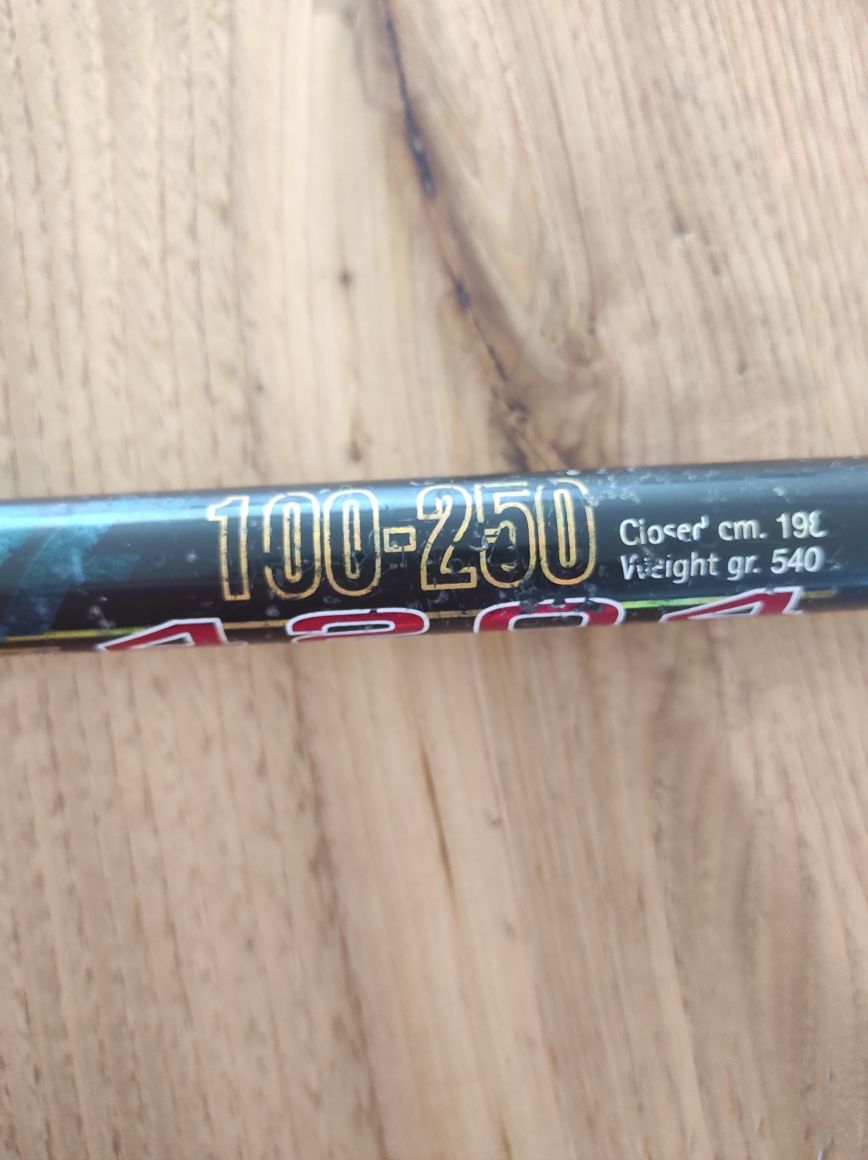 100-250
Closed cm. 198
Weight gr. 540